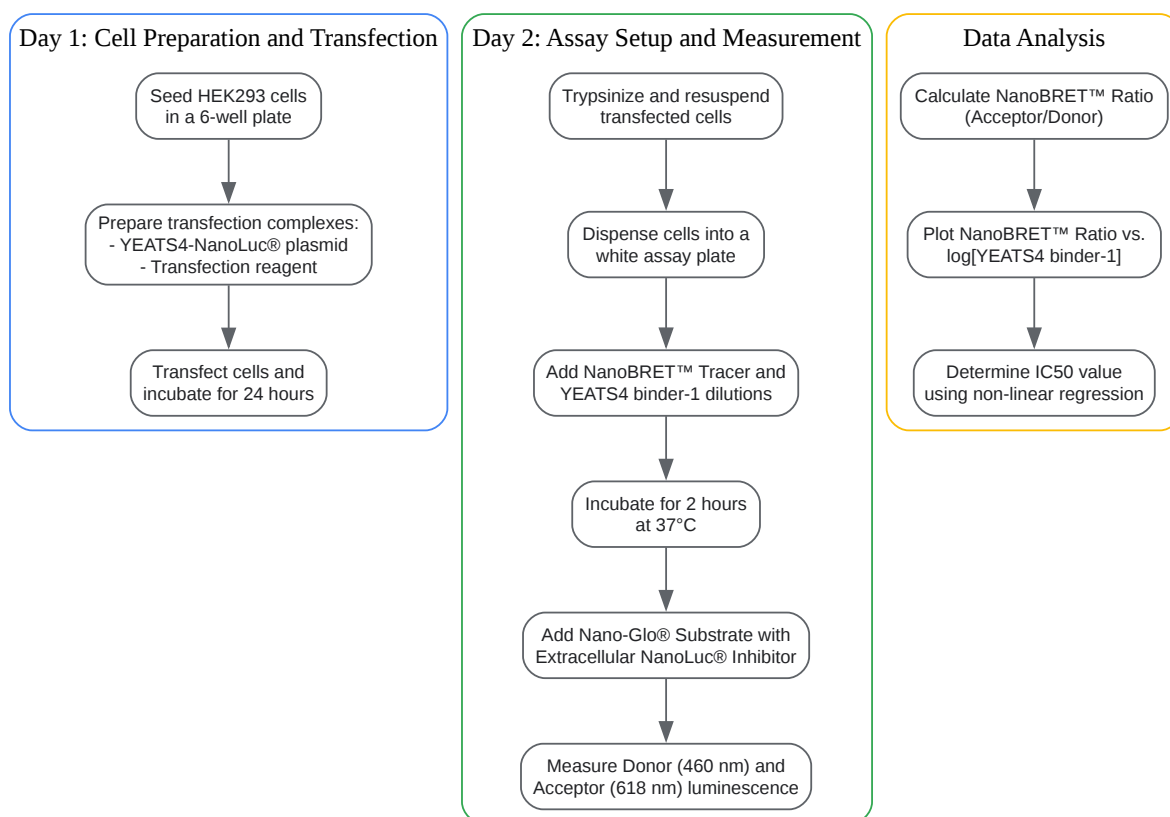 Day 1: Cell Preparation and Transfection
Seed HEK293 cells
in a 6-well plate
Prepare transfection complexes:
- YEATS4-NanoLuc® plasmid
- Transfection reagent
Transfect cells and
incubate for 24 hours
Day 2: Assay Setup and Measurement
Trypsinize and resuspend
transfected cells
Dispense cells into a
white assay plate
Add NanoBRET™ Tracer and
YEATS4 binder-1 dilutions
Incubate for 2 hours
at 37°C
Add Nano-Glo® Substrate with
Extracellular NanoLuc® Inhibitor
Measure Donor (460 nm) and
Acceptor (618 nm) luminescence
Data Analysis
Calculate NanoBRET™ Ratio
(Acceptor/Donor)
Plot NanoBRET™ Ratio vs.
log[YEATS4 binder-1]
Determine IC50 value
using non-linear regression